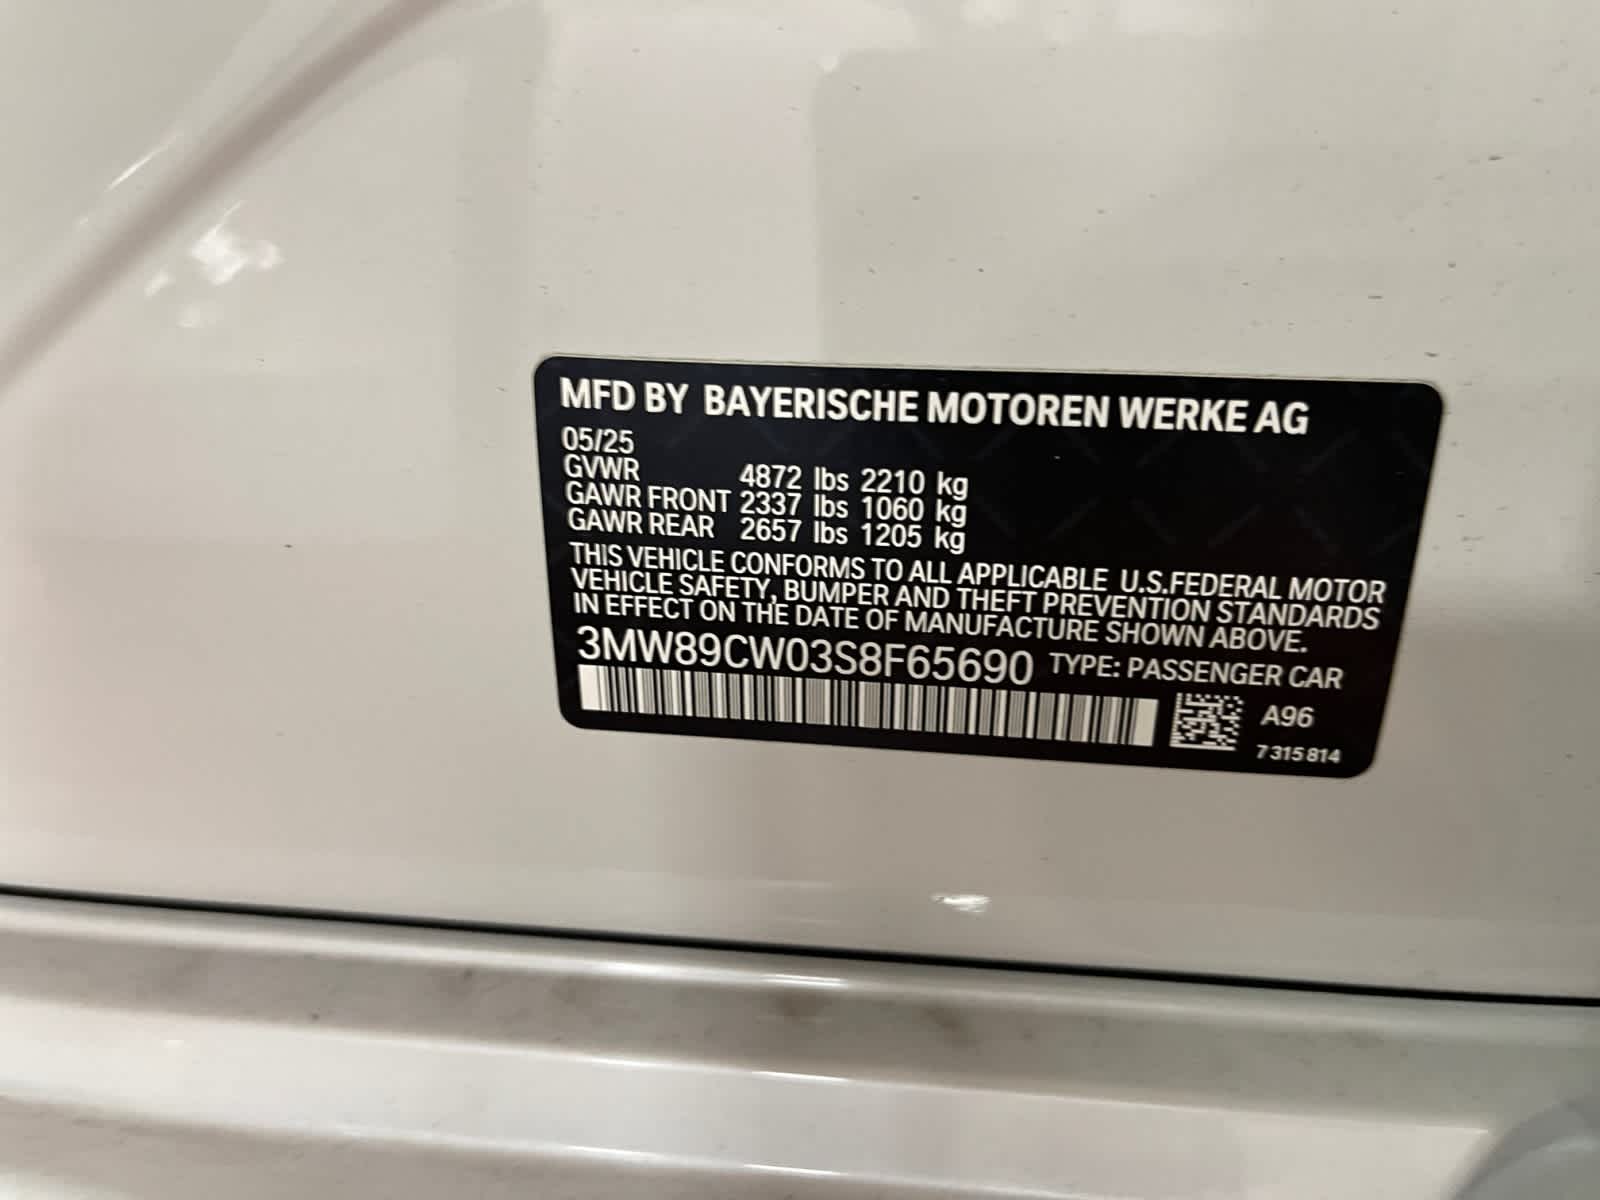 MFD BY BAYERISCHE MOTOREN WERKE AG
05/25
GVWR 4872 lbs 2210 kg
GAWR FRONT 2337 lbs 1060 kg
GAWR REAR 2657 lbs 1205 kg
THIS VEHICLE CONFORMS TO ALL APPLICABLE U.S.FEDERAL MOTOR
VEHICLE SAFETY, BUMPER AND THEFT PREVENTION STANDARDS
IN EFFECT ON THE DATE OF MANUFACTURE SHOWN ABOVE.
3MW89CW03S8F65690 TYPE: PASSENGER CAR
A96
7 315 814